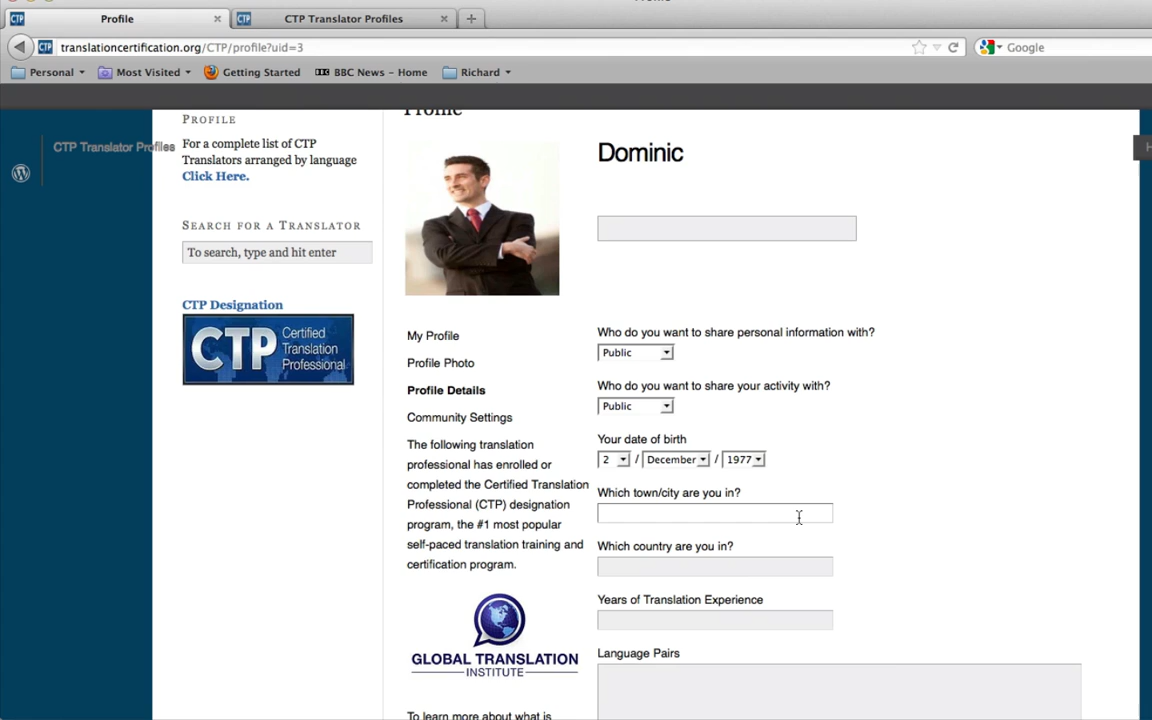 Profile
CTP Translator Profiles
translationcertification.org/CTP/profile?uid=3
Google
Personal
Most Visited
Getting Started
BBC News – Home
Richard
CTP Translator Profiles
PROFILE
For a complete list of CTP
Translators arranged by language
Click Here.
SEARCH FOR A TRANSLATOR
To search, type and hit enter
CTP Designation
CTP Certified
Translation
Professional
Profile
Dominic
My Profile
Profile Photo
Profile Details
Community Settings
The following translation
professional has enrolled or
completed the Certified Translation
Professional (CTP) designation
program, the #1 most popular
self-paced translation training and
certification program.
GLOBAL TRANSLATION
INSTITUTE
To learn more about what is
Who do you want to share personal information with?
Public
Who do you want to share your activity with?
Public
Your date of birth
2 / December / 1977
Which town/city are you in?
Which country are you in?
Years of Translation Experience
Language Pairs